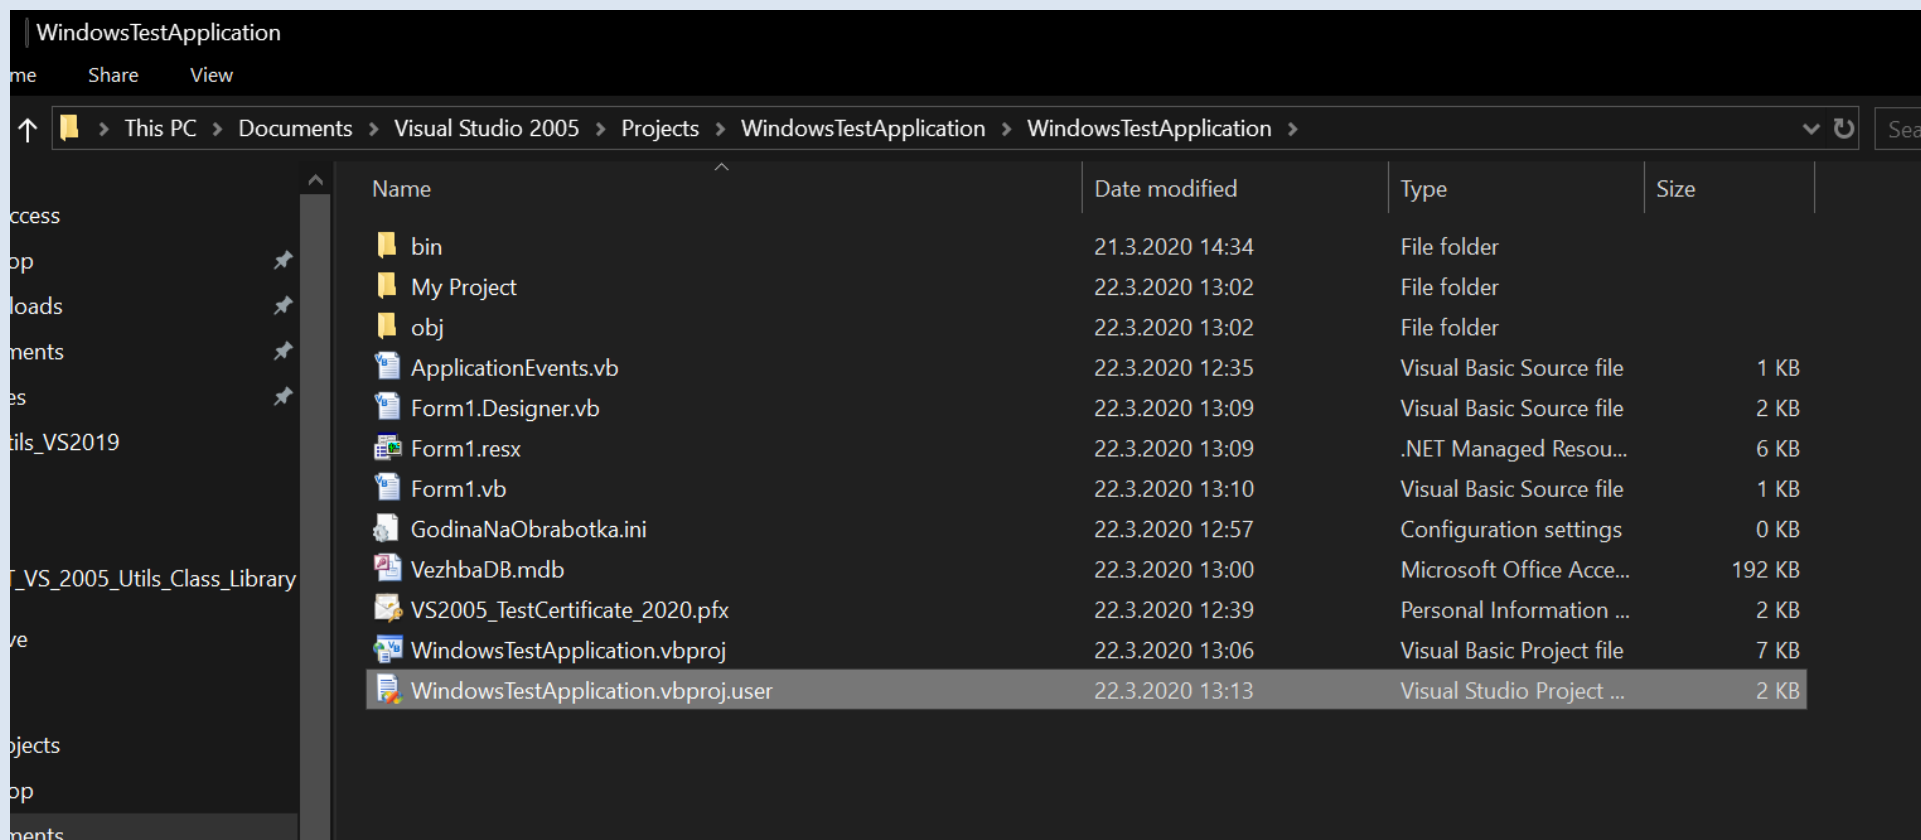 WindowsTestApplication
me Share View
This PC Documents Visual Studio 2005 Projects WindowsTestApplication WindowsTestApplication Sea
Name Date modified Type Size
ccess
op
loads
ments
es
tils_VS2019
T_VS_2005_Utils_Class_Library
ve
ojects
op
ments
bin 21.3.2020 14:34 File folder
My Project 22.3.2020 13:02 File folder
obj 22.3.2020 13:02 File folder
ApplicationEvents.vb 22.3.2020 12:35 Visual Basic Source file 1 KB
Form1.Designer.vb 22.3.2020 13:09 Visual Basic Source file 2 KB
Form1.resx 22.3.2020 13:09 .NET Managed Resou... 6 KB
Form1.vb 22.3.2020 13:10 Visual Basic Source file 1 KB
GodinaNaObrabotka.ini 22.3.2020 12:57 Configuration settings 0 KB
VezhbaDB.mdb 22.3.2020 13:00 Microsoft Office Acce... 192 KB
VS2005_TestCertificate_2020.pfx 22.3.2020 12:39 Personal Information ... 2 KB
WindowsTestApplication.vbproj 22.3.2020 13:06 Visual Basic Project file 7 KB
WindowsTestApplication.vbproj.user 22.3.2020 13:13 Visual Studio Project ... 2 KB